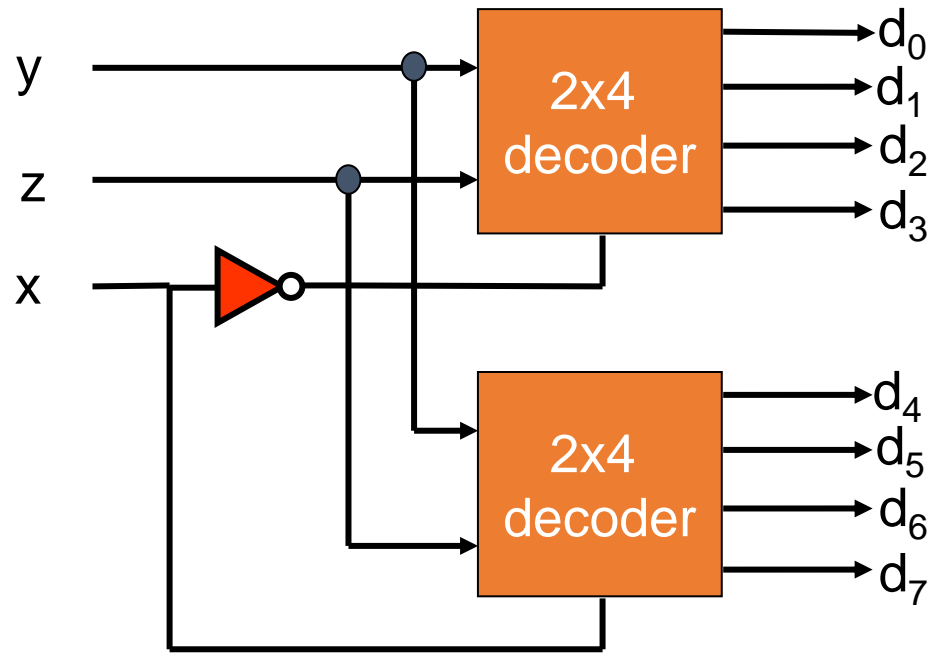 y
z
x
2x4
decoder
d₀
d₁
d₂
d₃
2x4
decoder
d₄
d₅
d₆
d₇